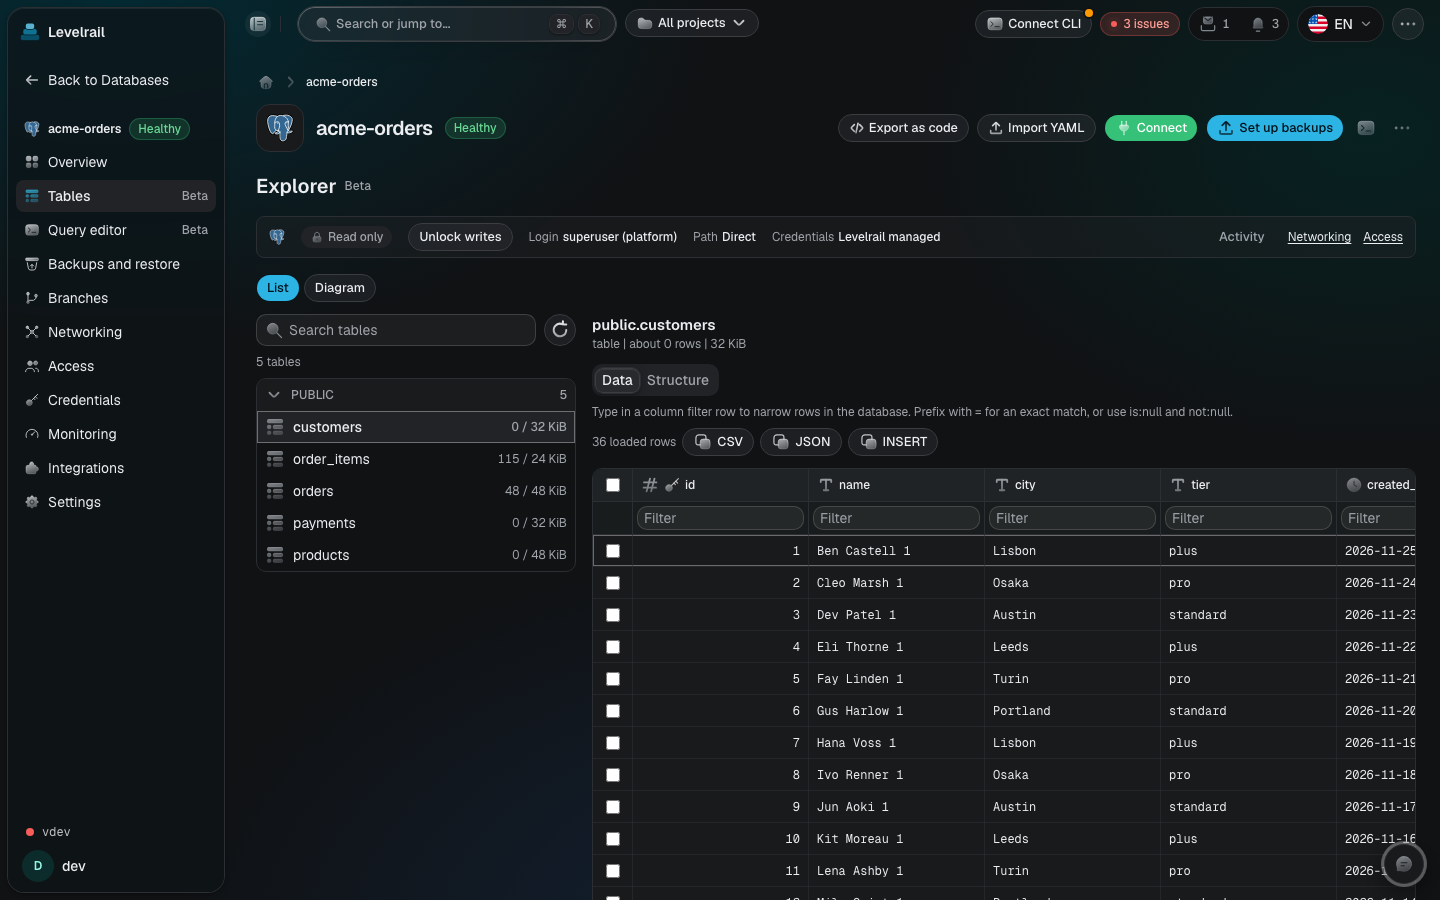 Levelrail
Back to Databases
acme-orders Healthy
Overview
Tables Beta
Query editor Beta
Backups and restore
Branches
Networking
Access
Credentials
Monitoring
Integrations
Settings
vdev
D dev
Search or jump to... ⌘ K
All projects
Connect CLI
3 issues
1 3
EN
acme-orders
acme-orders Healthy
Export as code
Import YAML
Connect
Set up backups
Explorer Beta
Read only Unlock writes Login superuser (platform) Path Direct Credentials Levelrail managed Activity Networking Access
List Diagram
Search tables
5 tables
PUBLIC 5
customers 0 / 32 KiB
order_items 115 / 24 KiB
orders 48 / 48 KiB
payments 0 / 32 KiB
products 0 / 48 KiB
public.customers
table | about 0 rows | 32 KiB
Data Structure
Type in a column filter row to narrow rows in the database. Prefix with = for an exact match, or use is:null and not:null.
36 loaded rows CSV JSON INSERT
id name city tier created_
Filter Filter Filter Filter Filter
1 Ben Castell 1 Lisbon plus 2026-11-25
2 Cleo Marsh 1 Osaka pro 2026-11-24
3 Dev Patel 1 Austin standard 2026-11-23
4 Eli Thorne 1 Leeds plus 2026-11-22
5 Fay Linden 1 Turin pro 2026-11-21
6 Gus Harlow 1 Portland standard 2026-11-20
7 Hana Voss 1 Lisbon plus 2026-11-19
8 Ivo Renner 1 Osaka pro 2026-11-18
9 Jun Aoki 1 Austin standard 2026-11-17
10 Kit Moreau 1 Leeds plus 2026-11-16
11 Lena Ashby 1 Turin pro 2026-1